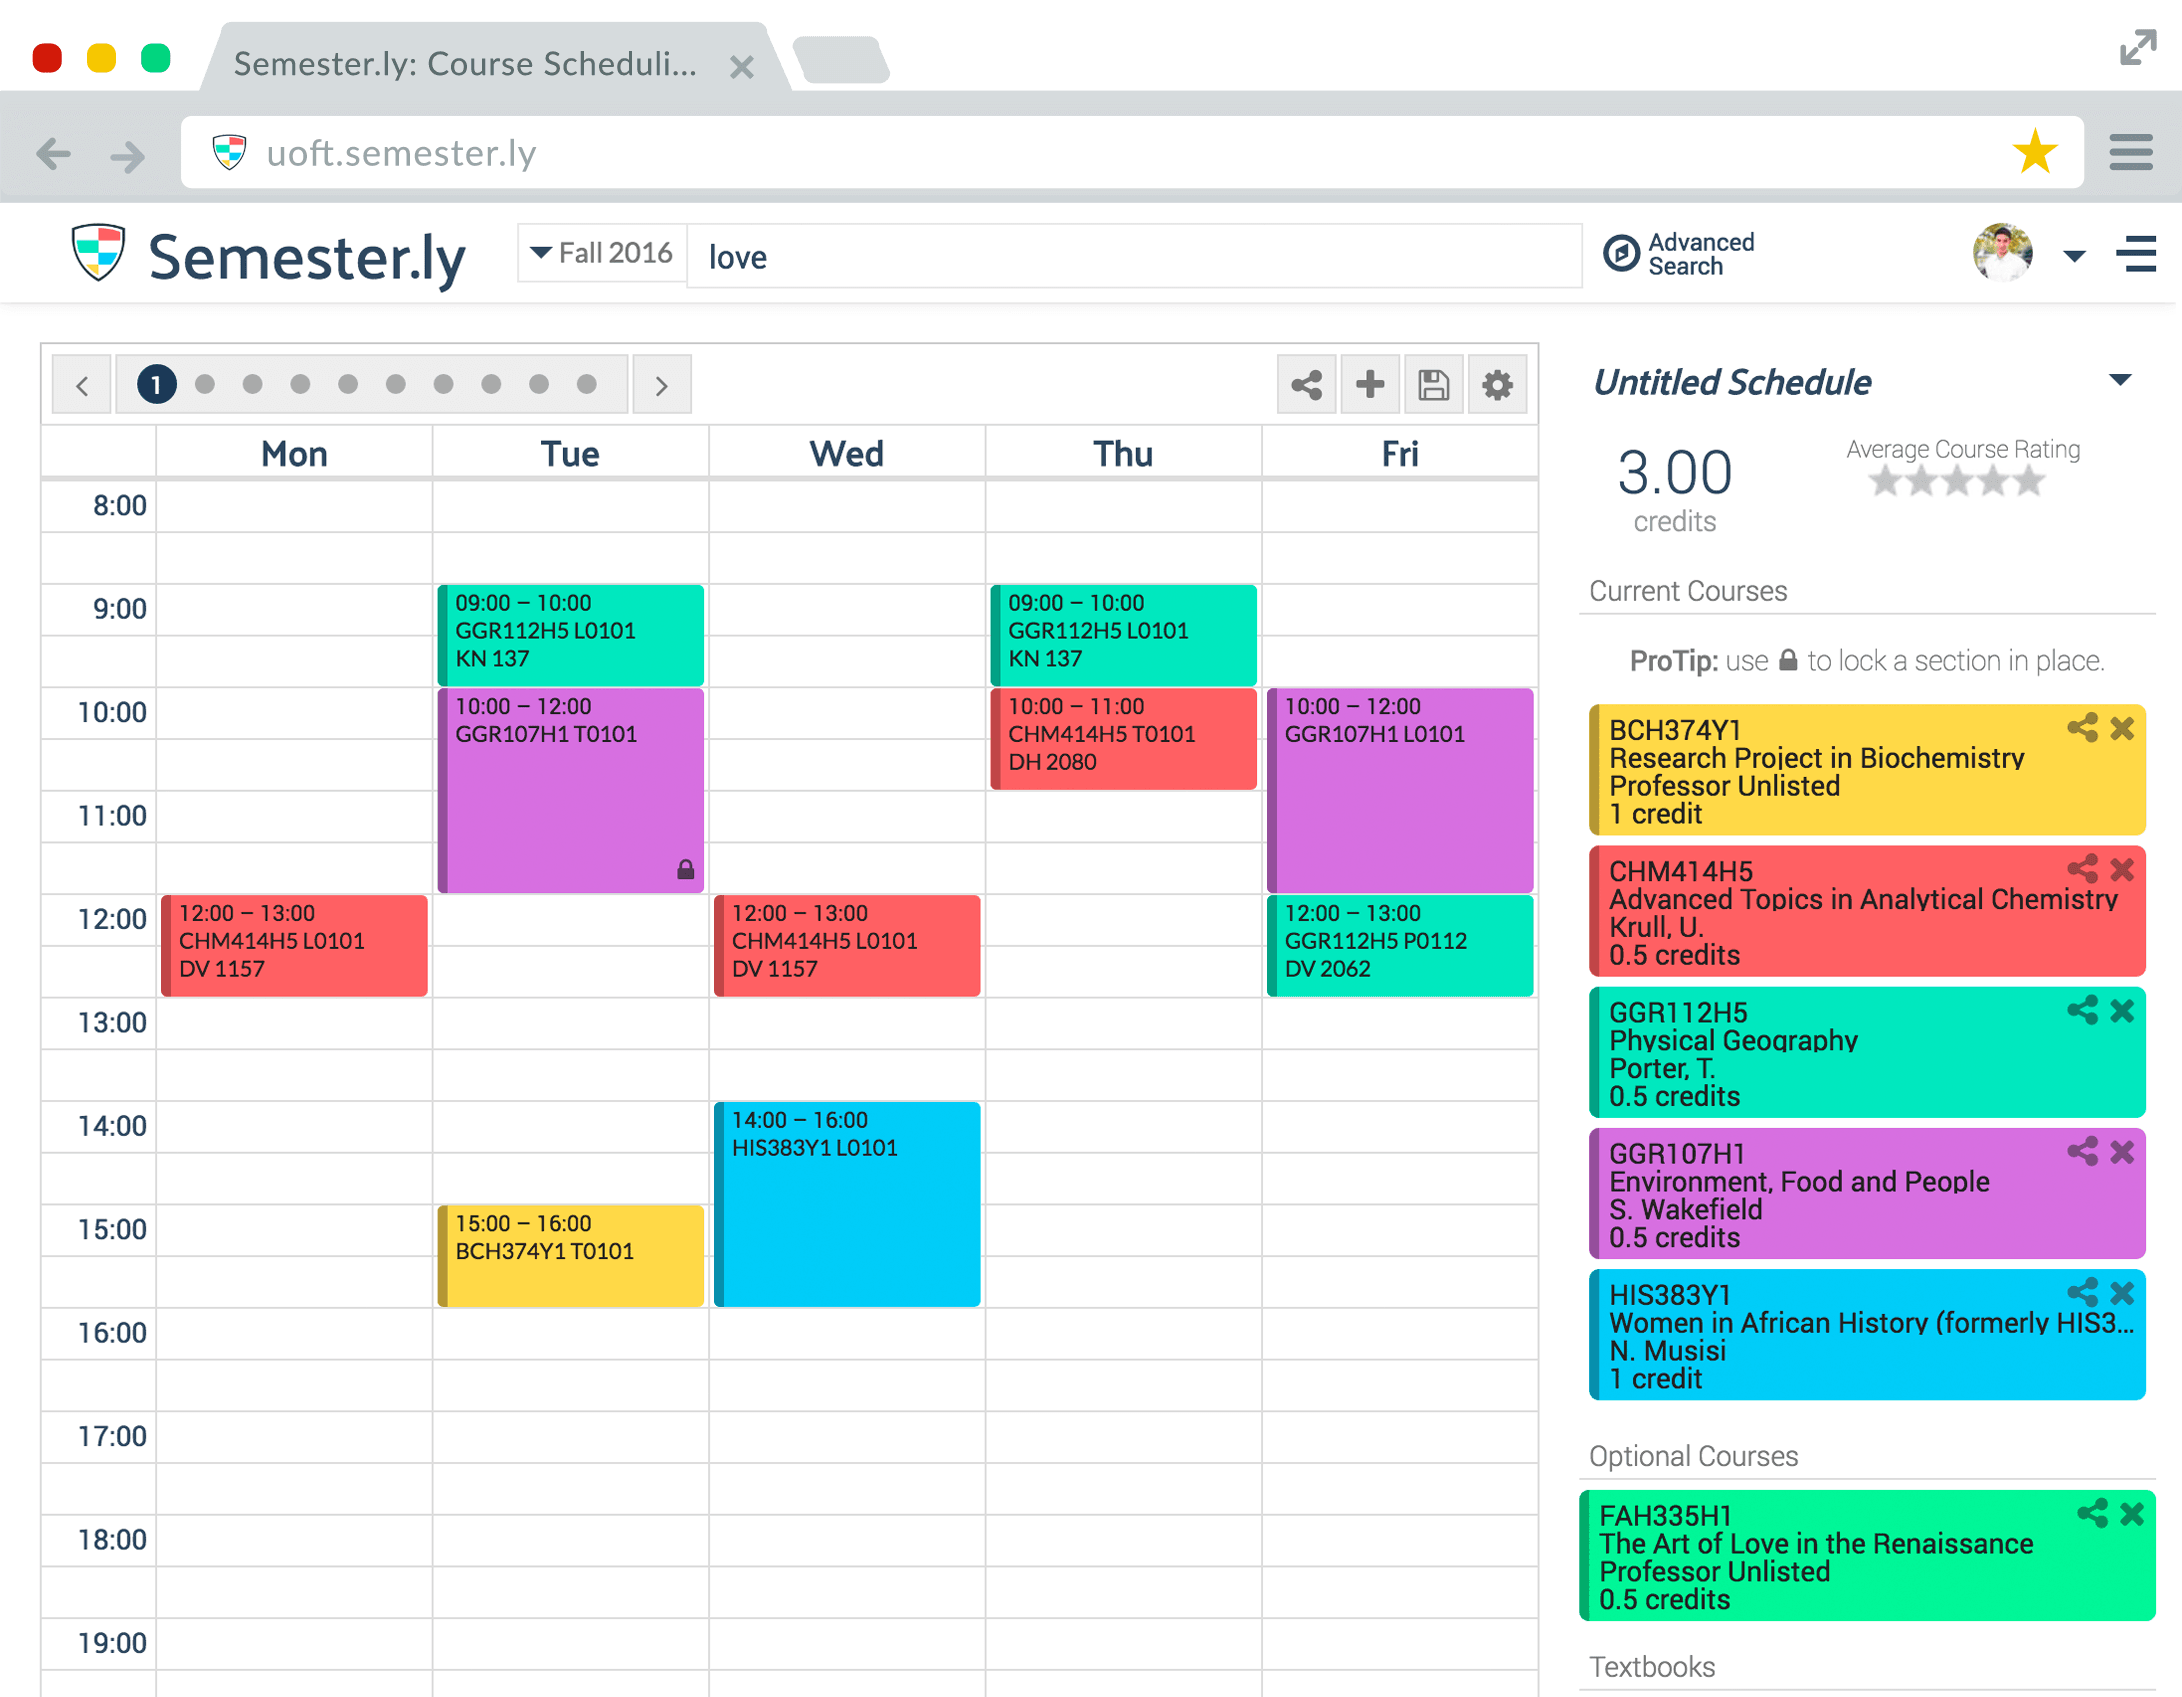 Semester.ly: Course Scheduli...
uoft.semester.ly
Semester.ly
Fall 2016
love
Advanced
Search
1
Untitled Schedule
3.00
credits
Average Course Rating
Mon Tue Wed Thu Fri
8:00
9:00
10:00
11:00
12:00
13:00
14:00
15:00
16:00
17:00
18:00
19:00
12:00 – 13:00
CHM414H5 L0101
DV 1157
09:00 – 10:00
GGR112H5 L0101
KN 137
10:00 – 12:00
GGR107H1 T0101
15:00 – 16:00
BCH374Y1 T0101
12:00 – 13:00
CHM414H5 L0101
DV 1157
14:00 – 16:00
HIS383Y1 L0101
09:00 – 10:00
GGR112H5 L0101
KN 137
10:00 – 11:00
CHM414H5 T0101
DH 2080
10:00 – 12:00
GGR107H1 L0101
12:00 – 13:00
GGR112H5 P0112
DV 2062
Current Courses
ProTip: use to lock a section in place.
BCH374Y1
Research Project in Biochemistry
Professor Unlisted
1 credit
CHM414H5
Advanced Topics in Analytical Chemistry
Krull, U.
0.5 credits
GGR112H5
Physical Geography
Porter, T.
0.5 credits
GGR107H1
Environment, Food and People
S. Wakefield
0.5 credits
HIS383Y1
Women in African History (formerly HIS3...
N. Musisi
1 credit
Optional Courses
FAH335H1
The Art of Love in the Renaissance
Professor Unlisted
0.5 credits
Textbooks